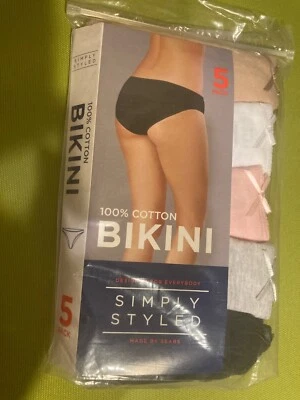 SIMPLY
STYLED
100% COTTON
BIKINI
5
5
100% COTTON
BIKINI
SIMPLY
STYLED
MADE BY SEARS